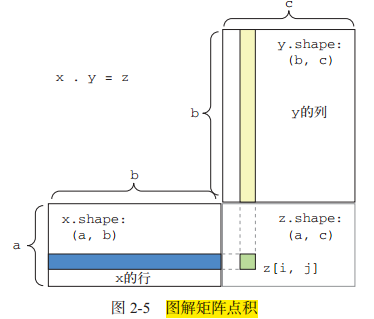 c
x . y = z
b
y.shape:
(b, c)
y的列
b
a
x.shape:
(a, b)
x的行
z.shape:
(a, c)
z[i, j]
图 2-5 图解矩阵点积